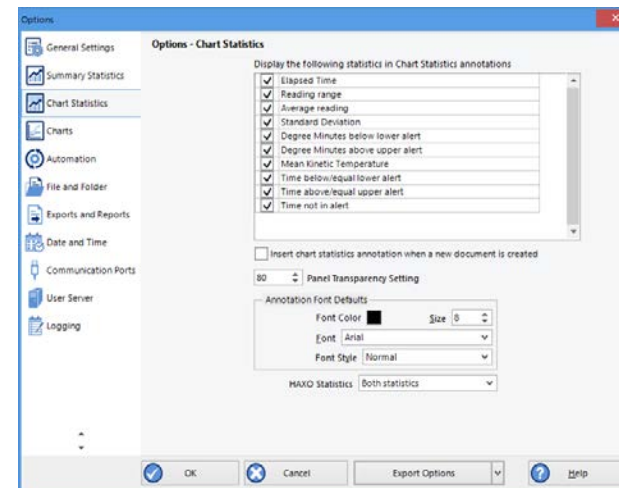 Options
General Settings
Summary Statistics
Chart Statistics
Charts
Automation
File and Folder
Exports and Reports
Date and Time
Communication Ports
User Server
Logging
Options - Chart Statistics
Display the following statistics in Chart Statistics annotations
Elapsed Time
Reading range
Average reading
Standard Deviation
Degree Minutes below lower alert
Degree Minutes above upper alert
Mean Kinetic Temperature
Time below/equal lower alert
Time above/equal upper alert
Time not in alert
Insert chart statistics annotation when a new document is created
80 Panel Transparency Setting
Annotation Font Defaults
Font Color Size 8
Font Arial
Font Style Normal
HAXO Statistics Both statistics
OK Cancel Export Options Help